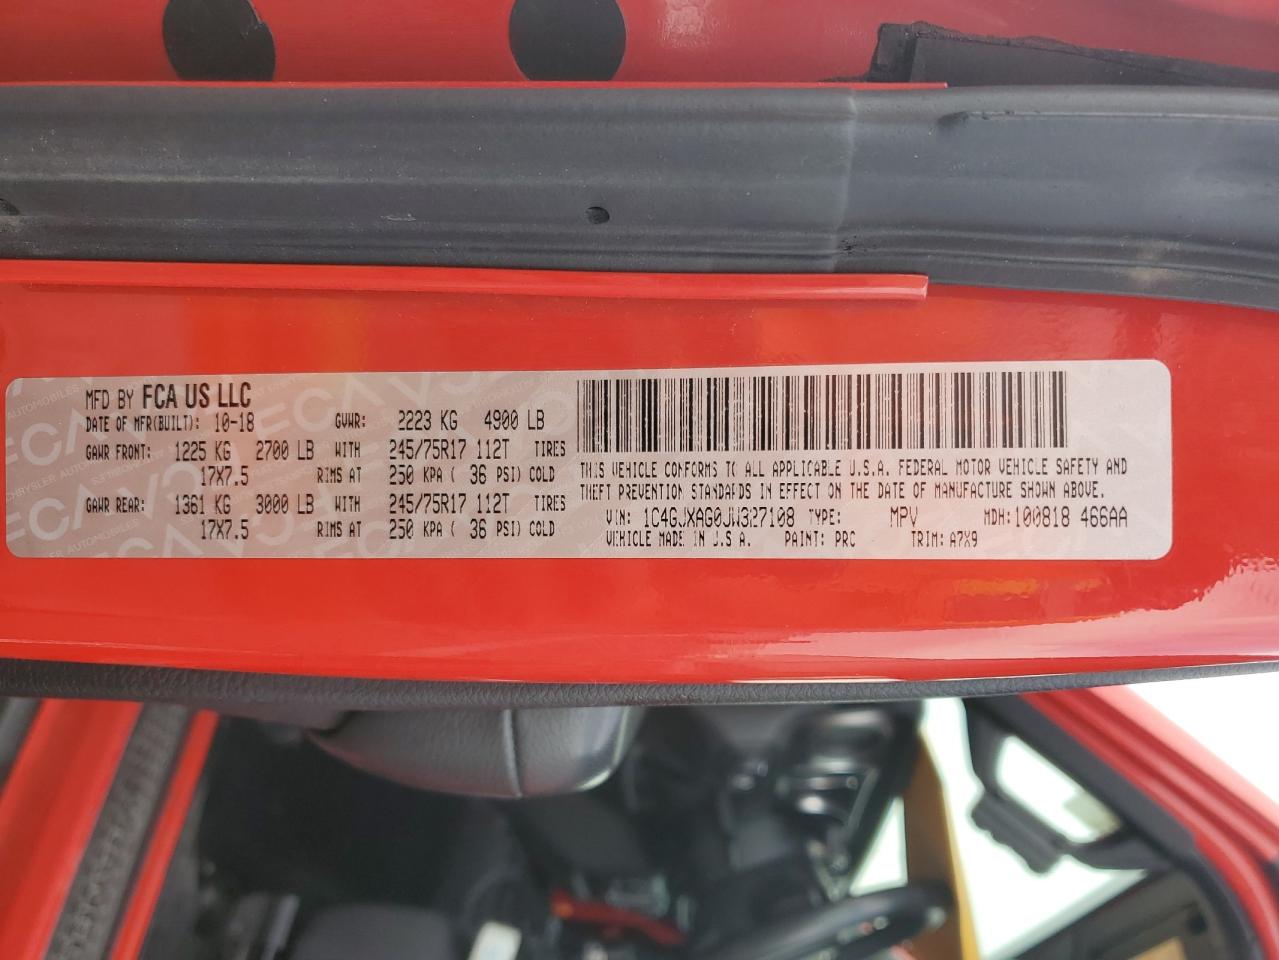 MFD BY FCA US LLC
DATE OF MFR(BUILT): 10-18 GVWR: 2223 KG 4900 LB
GAWR FRONT: 1225 KG 2700 LB WITH 245/75R17 112T TIRES
17X7.5 RIMS AT 250 KPA ( 36 PSI) COLD
GAWR REAR: 1361 KG 3000 LB WITH 245/75R17 112T TIRES
17X7.5 RIMS AT 250 KPA ( 36 PSI) COLD
THIS VEHICLE CONFORMS TO ALL APPLICABLE U.S.A. FEDERAL MOTOR VEHICLE SAFETY AND
THEFT PREVENTION STANDARDS IN EFFECT ON THE DATE OF MANUFACTURE SHOWN ABOVE.
VIN: 1C4GJXAG0JW327108 TYPE: MPV MDH:100818 466AA
VEHICLE MADE IN U.S.A. PAINT: PRC TRIM: A7X9